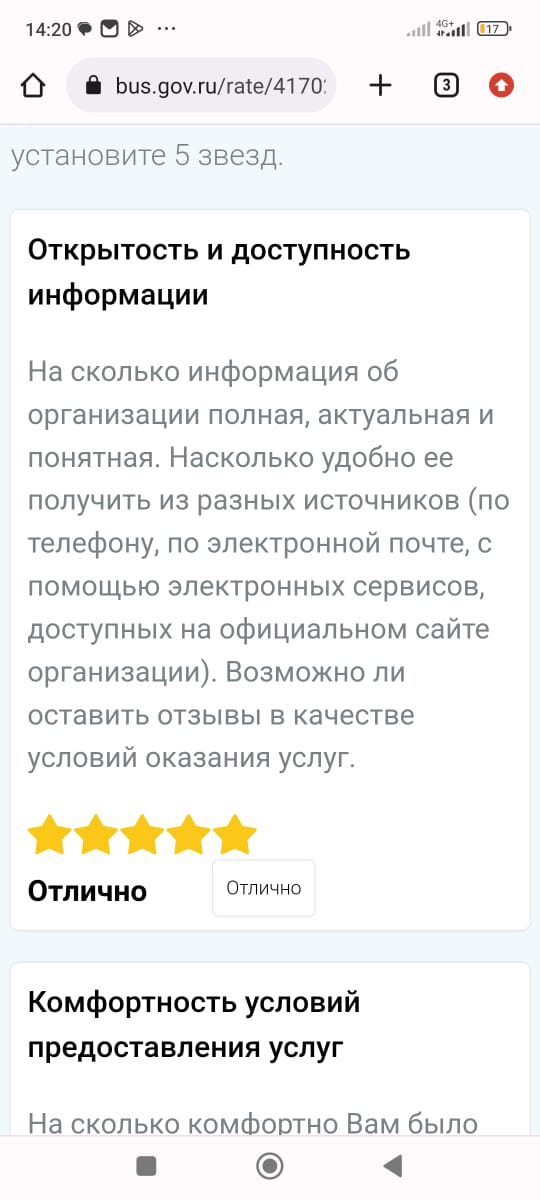 14:20
4G+
17
bus.gov.ru/rate/4170
3
установите 5 звезд.
Открытость и доступность
информации
На сколько информация об
организации полная, актуальная и
понятная. Насколько удобно ее
получить из разных источников (по
телефону, по электронной почте, с
помощью электронных сервисов,
доступных на официальном сайте
организации). Возможно ли
оставить отзывы в качестве
условий оказания услуг.
Отлично
Отлично
Комфортность условий
предоставления услуг
На сколько комфортно Вам было